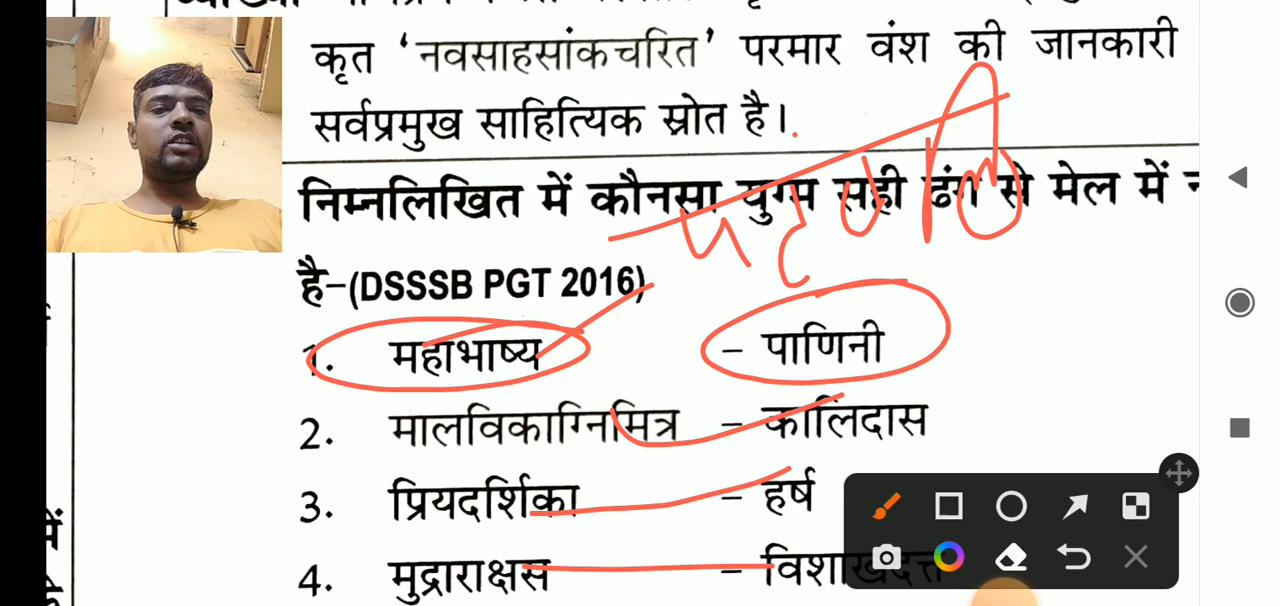 कृत ‘नवसाहसांकचरित’ परमार वंश की जानकारी
सर्वप्रमुख साहित्यिक स्रोत है।
निम्नलिखित में कौनसा युग्म सही ढंग से मेल में
है–(DSSSB PGT 2016)
1. महाभाष्य – पाणिनी
2. मालविकाग्निमित्र – कालिदास
3. प्रियदर्शिका – हर्ष
4. मुद्राराक्षस – विशाखदत्त